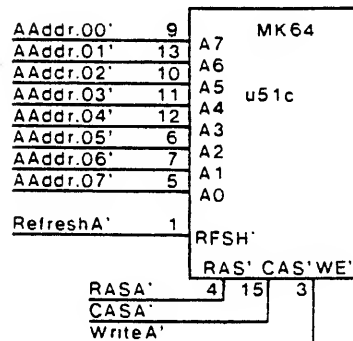 MK64
AAddr.00' 9 A7
AAddr.01' 13 A6
AAddr.02' 10 A5
u51c
AAddr.03' 11 A4
AAddr.04' 12 A3
AAddr.05' 6 A2
AAddr.06' 7 A1
AAddr.07' 5 A0
RefreshA' 1 RFSH'
RAS' CAS' WE'
RASA' 4 15 3
CASA'
WriteA'